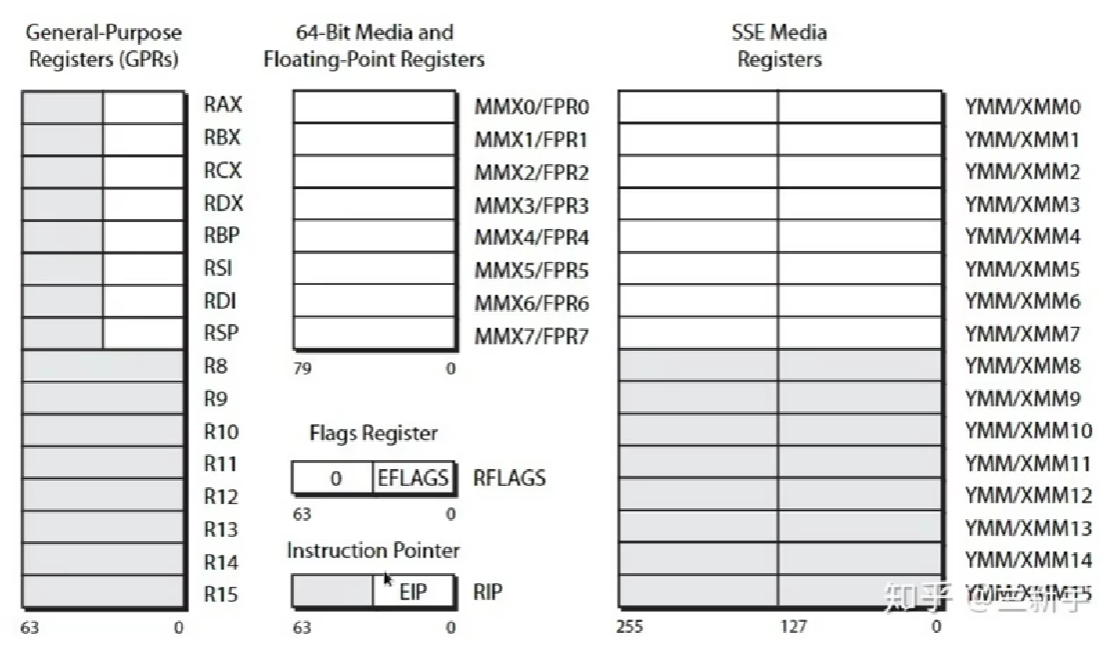 General-Purpose
Registers (GPRs)
RAX
RBX
RCX
RDX
RBP
RSI
RDI
RSP
R8
R9
R10
R11
R12
R13
R14
R15
63 0
64-Bit Media and
Floating-Point Registers
MMX0/FPR0
MMX1/FPR1
MMX2/FPR2
MMX3/FPR3
MMX4/FPR4
MMX5/FPR5
MMX6/FPR6
MMX7/FPR7
79 0
Flags Register
0 EFLAGS RFLAGS
63 0
Instruction Pointer
EIP RIP
63 0
SSE Media
Registers
YMM/XMM0
YMM/XMM1
YMM/XMM2
YMM/XMM3
YMM/XMM4
YMM/XMM5
YMM/XMM6
YMM/XMM7
YMM/XMM8
YMM/XMM9
YMM/XMM10
YMM/XMM11
YMM/XMM12
YMM/XMM13
YMM/XMM14
YMM/XMM15
255 127 0
知乎